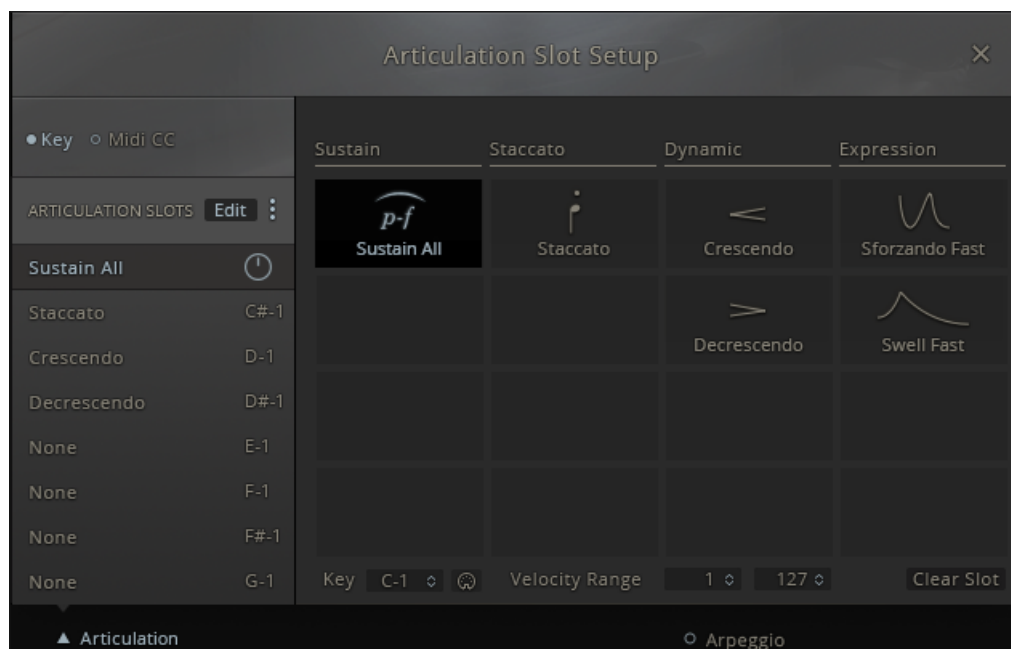 Articulation Slot Setup
Key Midi CC
ARTICULATION SLOTS Edit
Sustain All
Staccato C#-1
Crescendo D-1
Decrescendo D#-1
None E-1
None F-1
None F#-1
None G-1
Sustain Staccato Dynamic Expression
p-f
Sustain All Staccato Crescendo Sforzando Fast
Decrescendo Swell Fast
Key C-1 Velocity Range 1 127 Clear Slot
Articulation Arpeggio